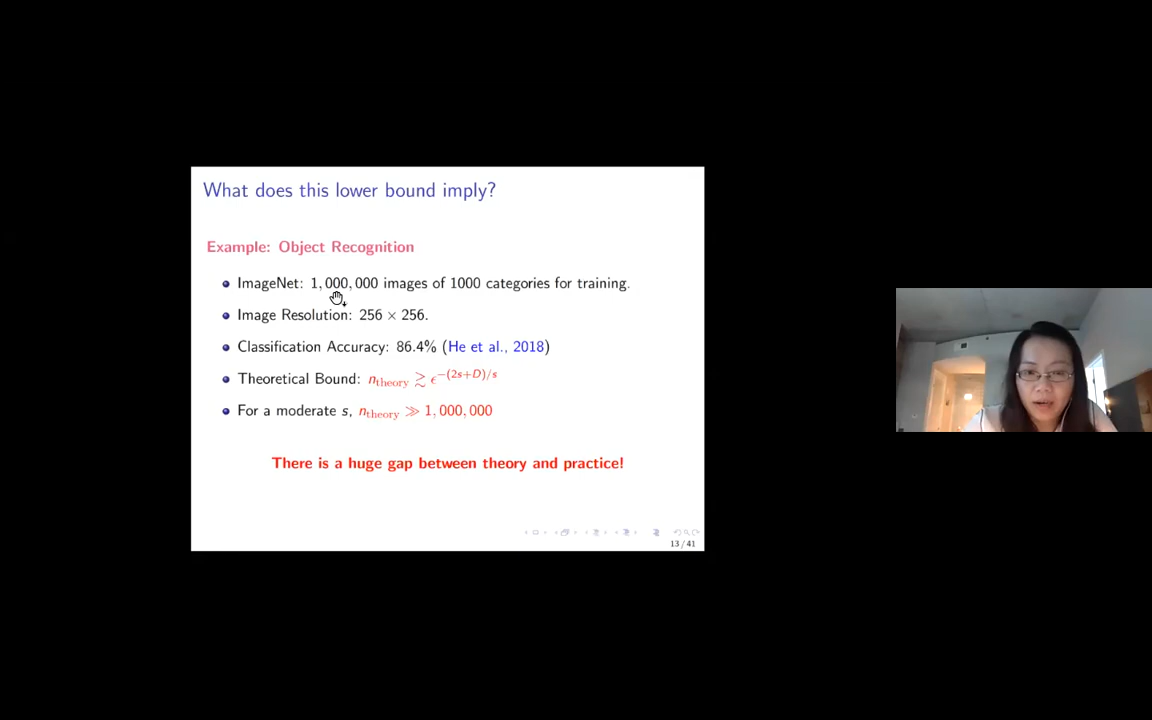 What does this lower bound imply?
Example: Object Recognition
ImageNet: 1,000,000 images of 1000 categories for training.
Image Resolution: 256 × 256.
Classification Accuracy: 86.4% (He et al., 2018)
Theoretical Bound: n_theory ≳ ϵ^{−(2s+D)/s}
For a moderate s, n_theory ≫ 1,000,000
There is a huge gap between theory and practice!
13 / 41